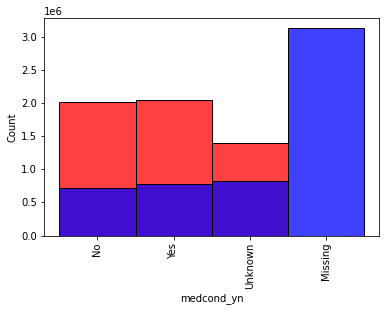 1e6
3.0
2.5
2.0
1.5
1.0
0.5
0.0
Count
No
Yes
Unknown
Missing
medcond_yn